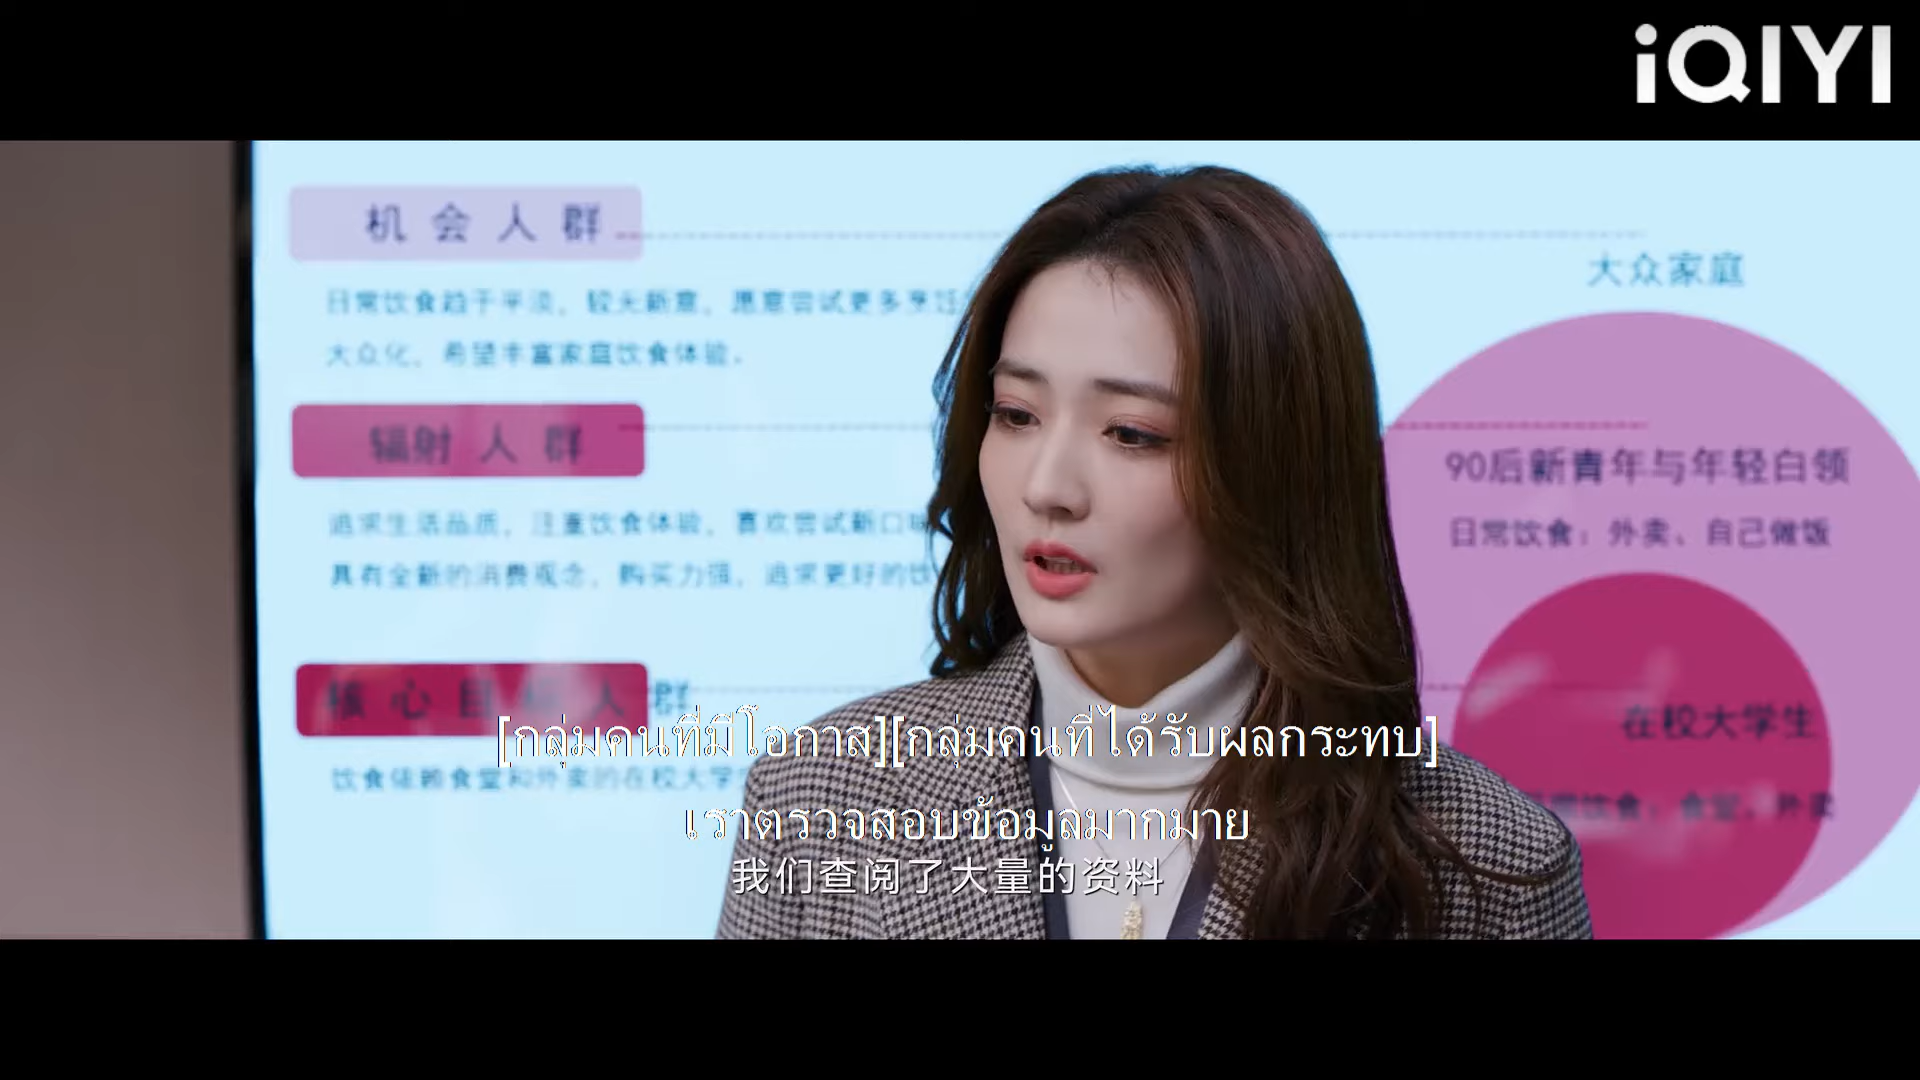 iQIYI
机会人群
大众家庭
日常饮食趋于平淡，较无新意，愿意尝试更多烹饪
大众化，希望丰富家庭饮食体验。
辐射人群
90后新青年与年轻白领
日常饮食：外卖、自己做饭
追求生活品质，注重饮食体验，喜欢尝试新口味
具有全新的消费观念，购买力强，追求更好的饮
核心目标人群
在校大学生
[กลุ่มคนที่มีโอกาส][กลุ่มคนที่ได้รับผลกระทบ]
饮食依赖食堂和外卖的在校大学生
日常饮食：食堂、外卖
เราตรวจสอบข้อมูลมากมาย
我们查阅了大量的资料